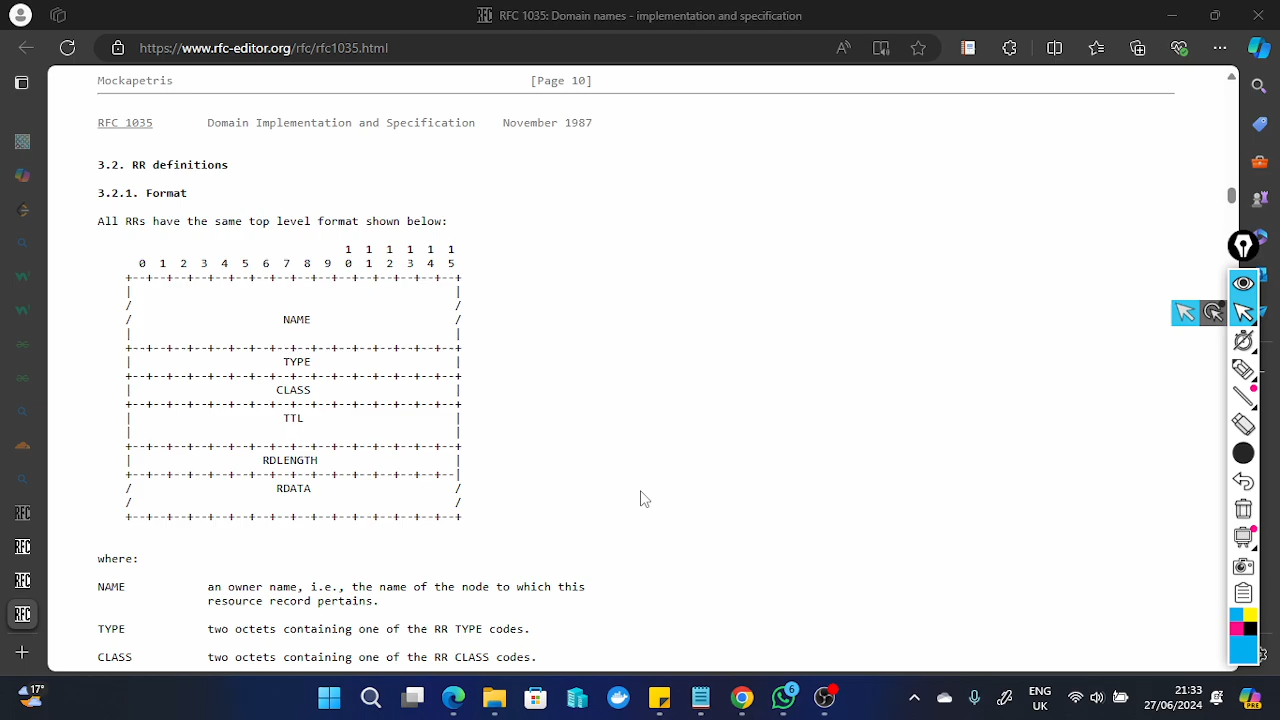 RFC 1035: Domain names - implementation and specification
https://www.rfc-editor.org/rfc/rfc1035.html
Mockapetris [Page 10]
RFC 1035 Domain Implementation and Specification November 1987
3.2. RR definitions
3.2.1. Format
All RRs have the same top level format shown below:
1 1 1 1 1 1
0 1 2 3 4 5 6 7 8 9 0 1 2 3 4 5
+--+--+--+--+--+--+--+--+--+--+--+--+--+--+--+--+
| |
/ /
/ NAME /
| |
+--+--+--+--+--+--+--+--+--+--+--+--+--+--+--+--+
| TYPE |
+--+--+--+--+--+--+--+--+--+--+--+--+--+--+--+--+
| CLASS |
+--+--+--+--+--+--+--+--+--+--+--+--+--+--+--+--+
| TTL |
| |
+--+--+--+--+--+--+--+--+--+--+--+--+--+--+--+--+
| RDLENGTH |
+--+--+--+--+--+--+--+--+--+--+--+--+--+--+--+--|
/ RDATA /
/ /
+--+--+--+--+--+--+--+--+--+--+--+--+--+--+--+--+
where:
NAME an owner name, i.e., the name of the node to which this
resource record pertains.
TYPE two octets containing one of the RR TYPE codes.
CLASS two octets containing one of the RR CLASS codes.
RFC
RFC
RFC
RFC
17°
6
ENG
UK
21:33
27/06/2024
PRE